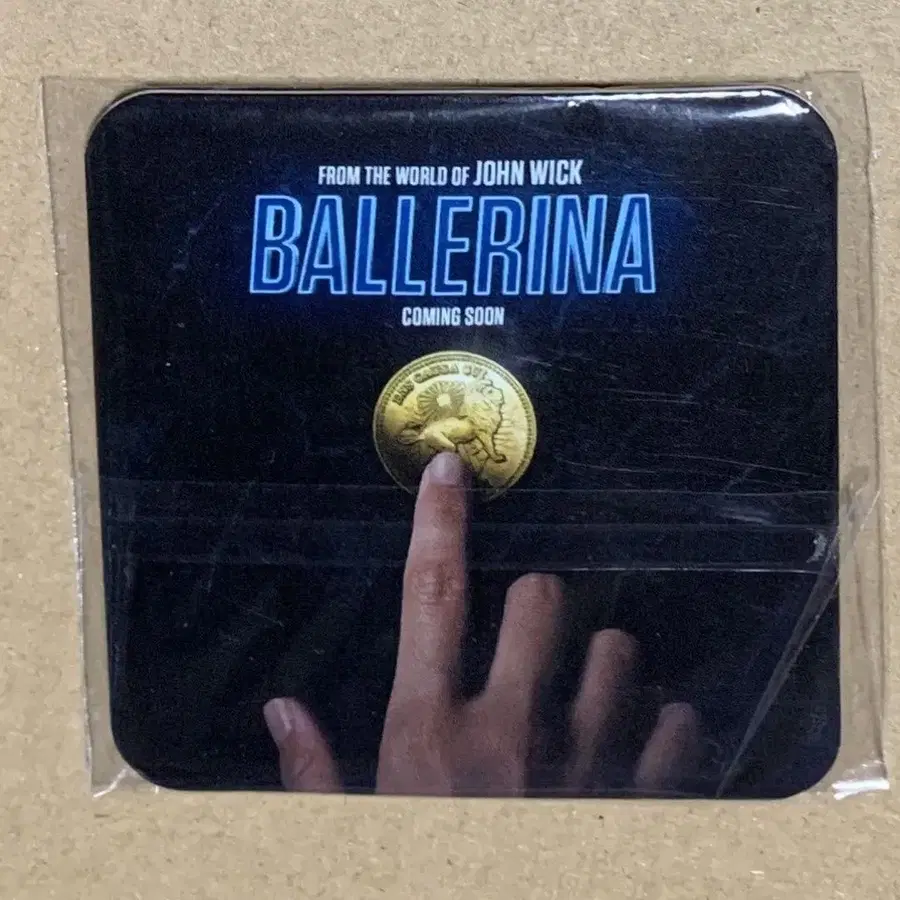 FROM THE WORLD OF JOHN WICK
BALLERINA
COMING SOON